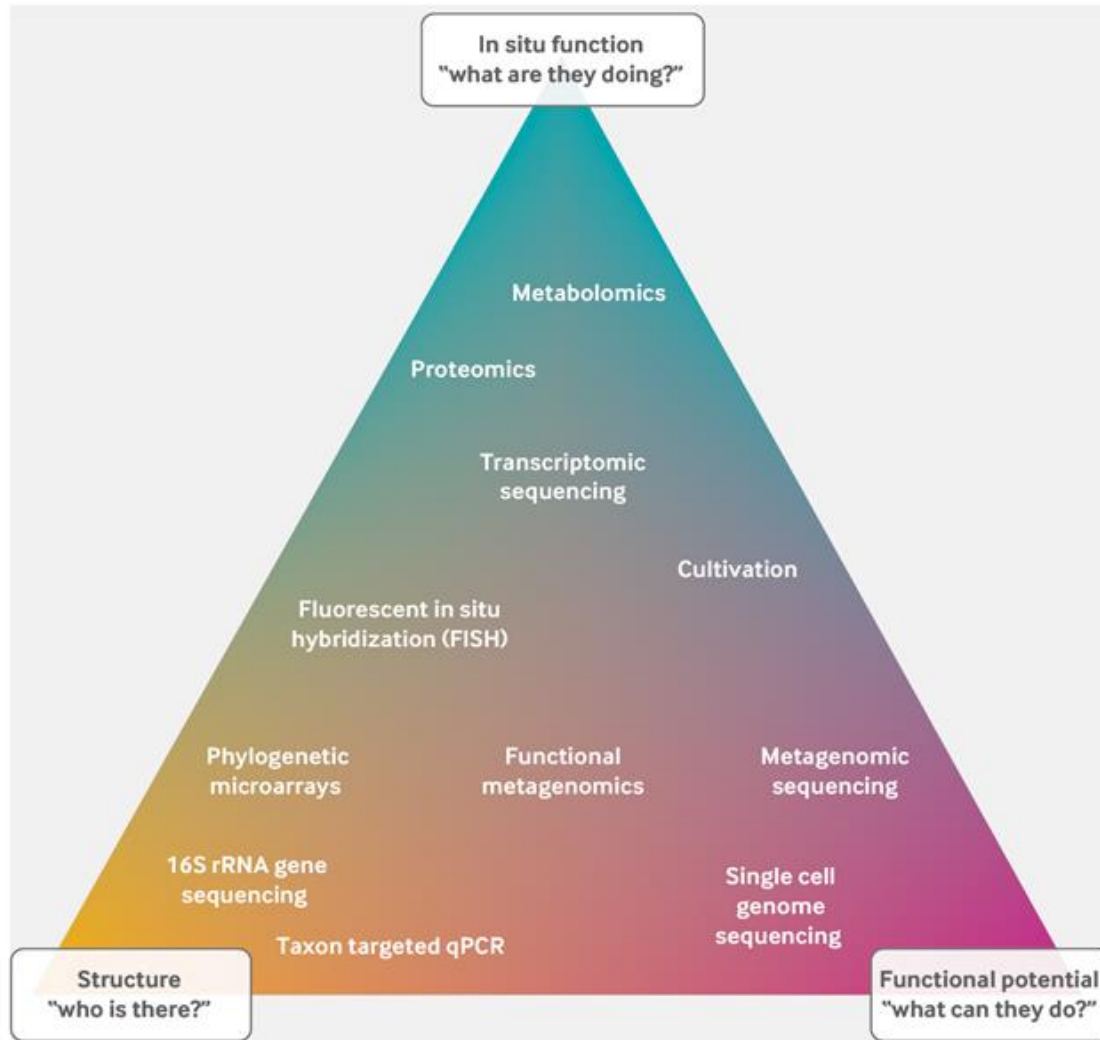 In situ function
“what are they doing?”
Metabolomics
Proteomics
Transcriptomic
sequencing
Cultivation
Fluorescent in situ
hybridization (FISH)
Phylogenetic
microarrays
Functional
metagenomics
Metagenomic
sequencing
16S rRNA gene
sequencing
Single cell
genome
sequencing
Taxon targeted qPCR
Structure
“who is there?”
Functional potential
“what can they do?”